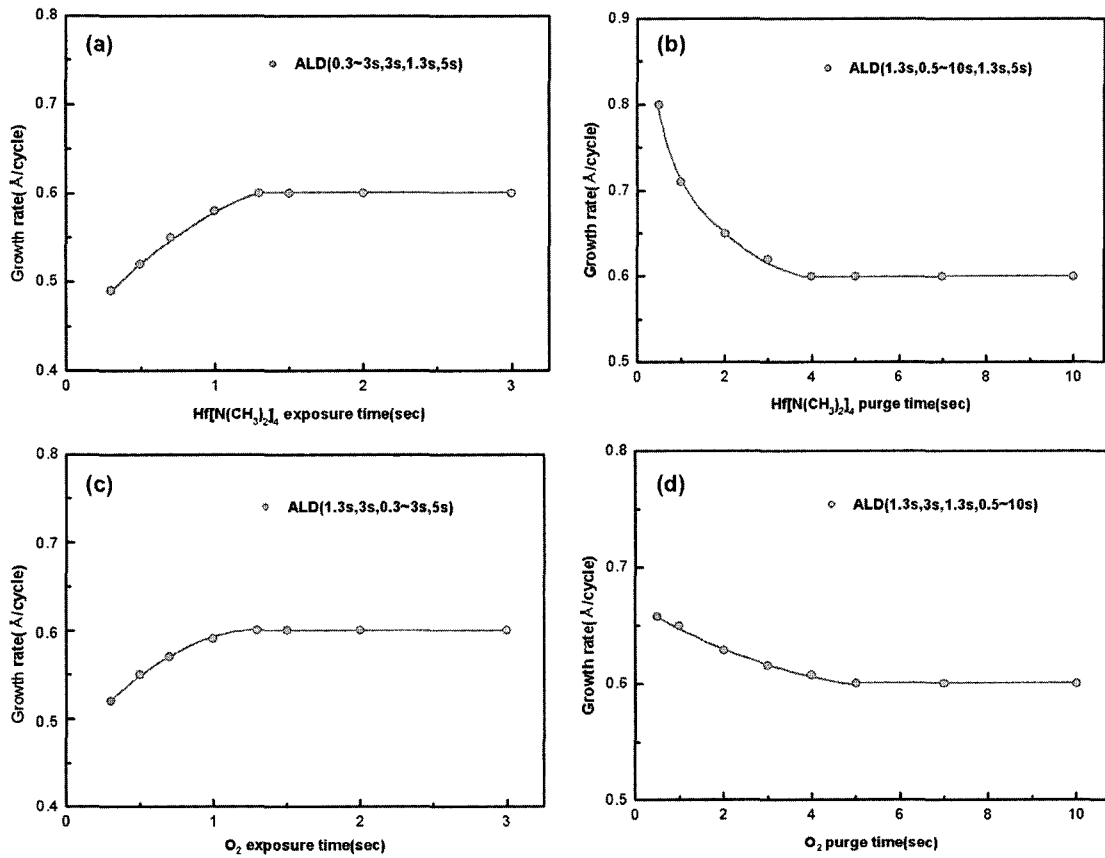 (a)
ALD(0.3~3s,3s,1.3s,5s)
Growth rate( Å/cycle)
0.8
0.7
0.6
0.5
0.4
0
1
2
3
Hf[N(CH₃)₂]₄ exposure time(sec)
(b)
ALD(1.3s,0.5~10s,1.3s,5s)
Growth rate( Å/cycle)
0.9
0.8
0.7
0.6
0.5
0
2
4
6
8
10
Hf[N(CH₃)₂]₄ purge time(sec)
(c)
ALD(1.3s,3s,0.3~3s,5s)
Growth rate( Å/cycle)
0.8
0.7
0.6
0.5
0.4
0
1
2
3
O₂ exposure time(sec)
(d)
ALD(1.3s,3s,1.3s,0.5~10s)
Growth rate( Å/cycle)
0.8
0.7
0.6
0.5
0
2
4
6
8
10
O₂ purge time(sec)